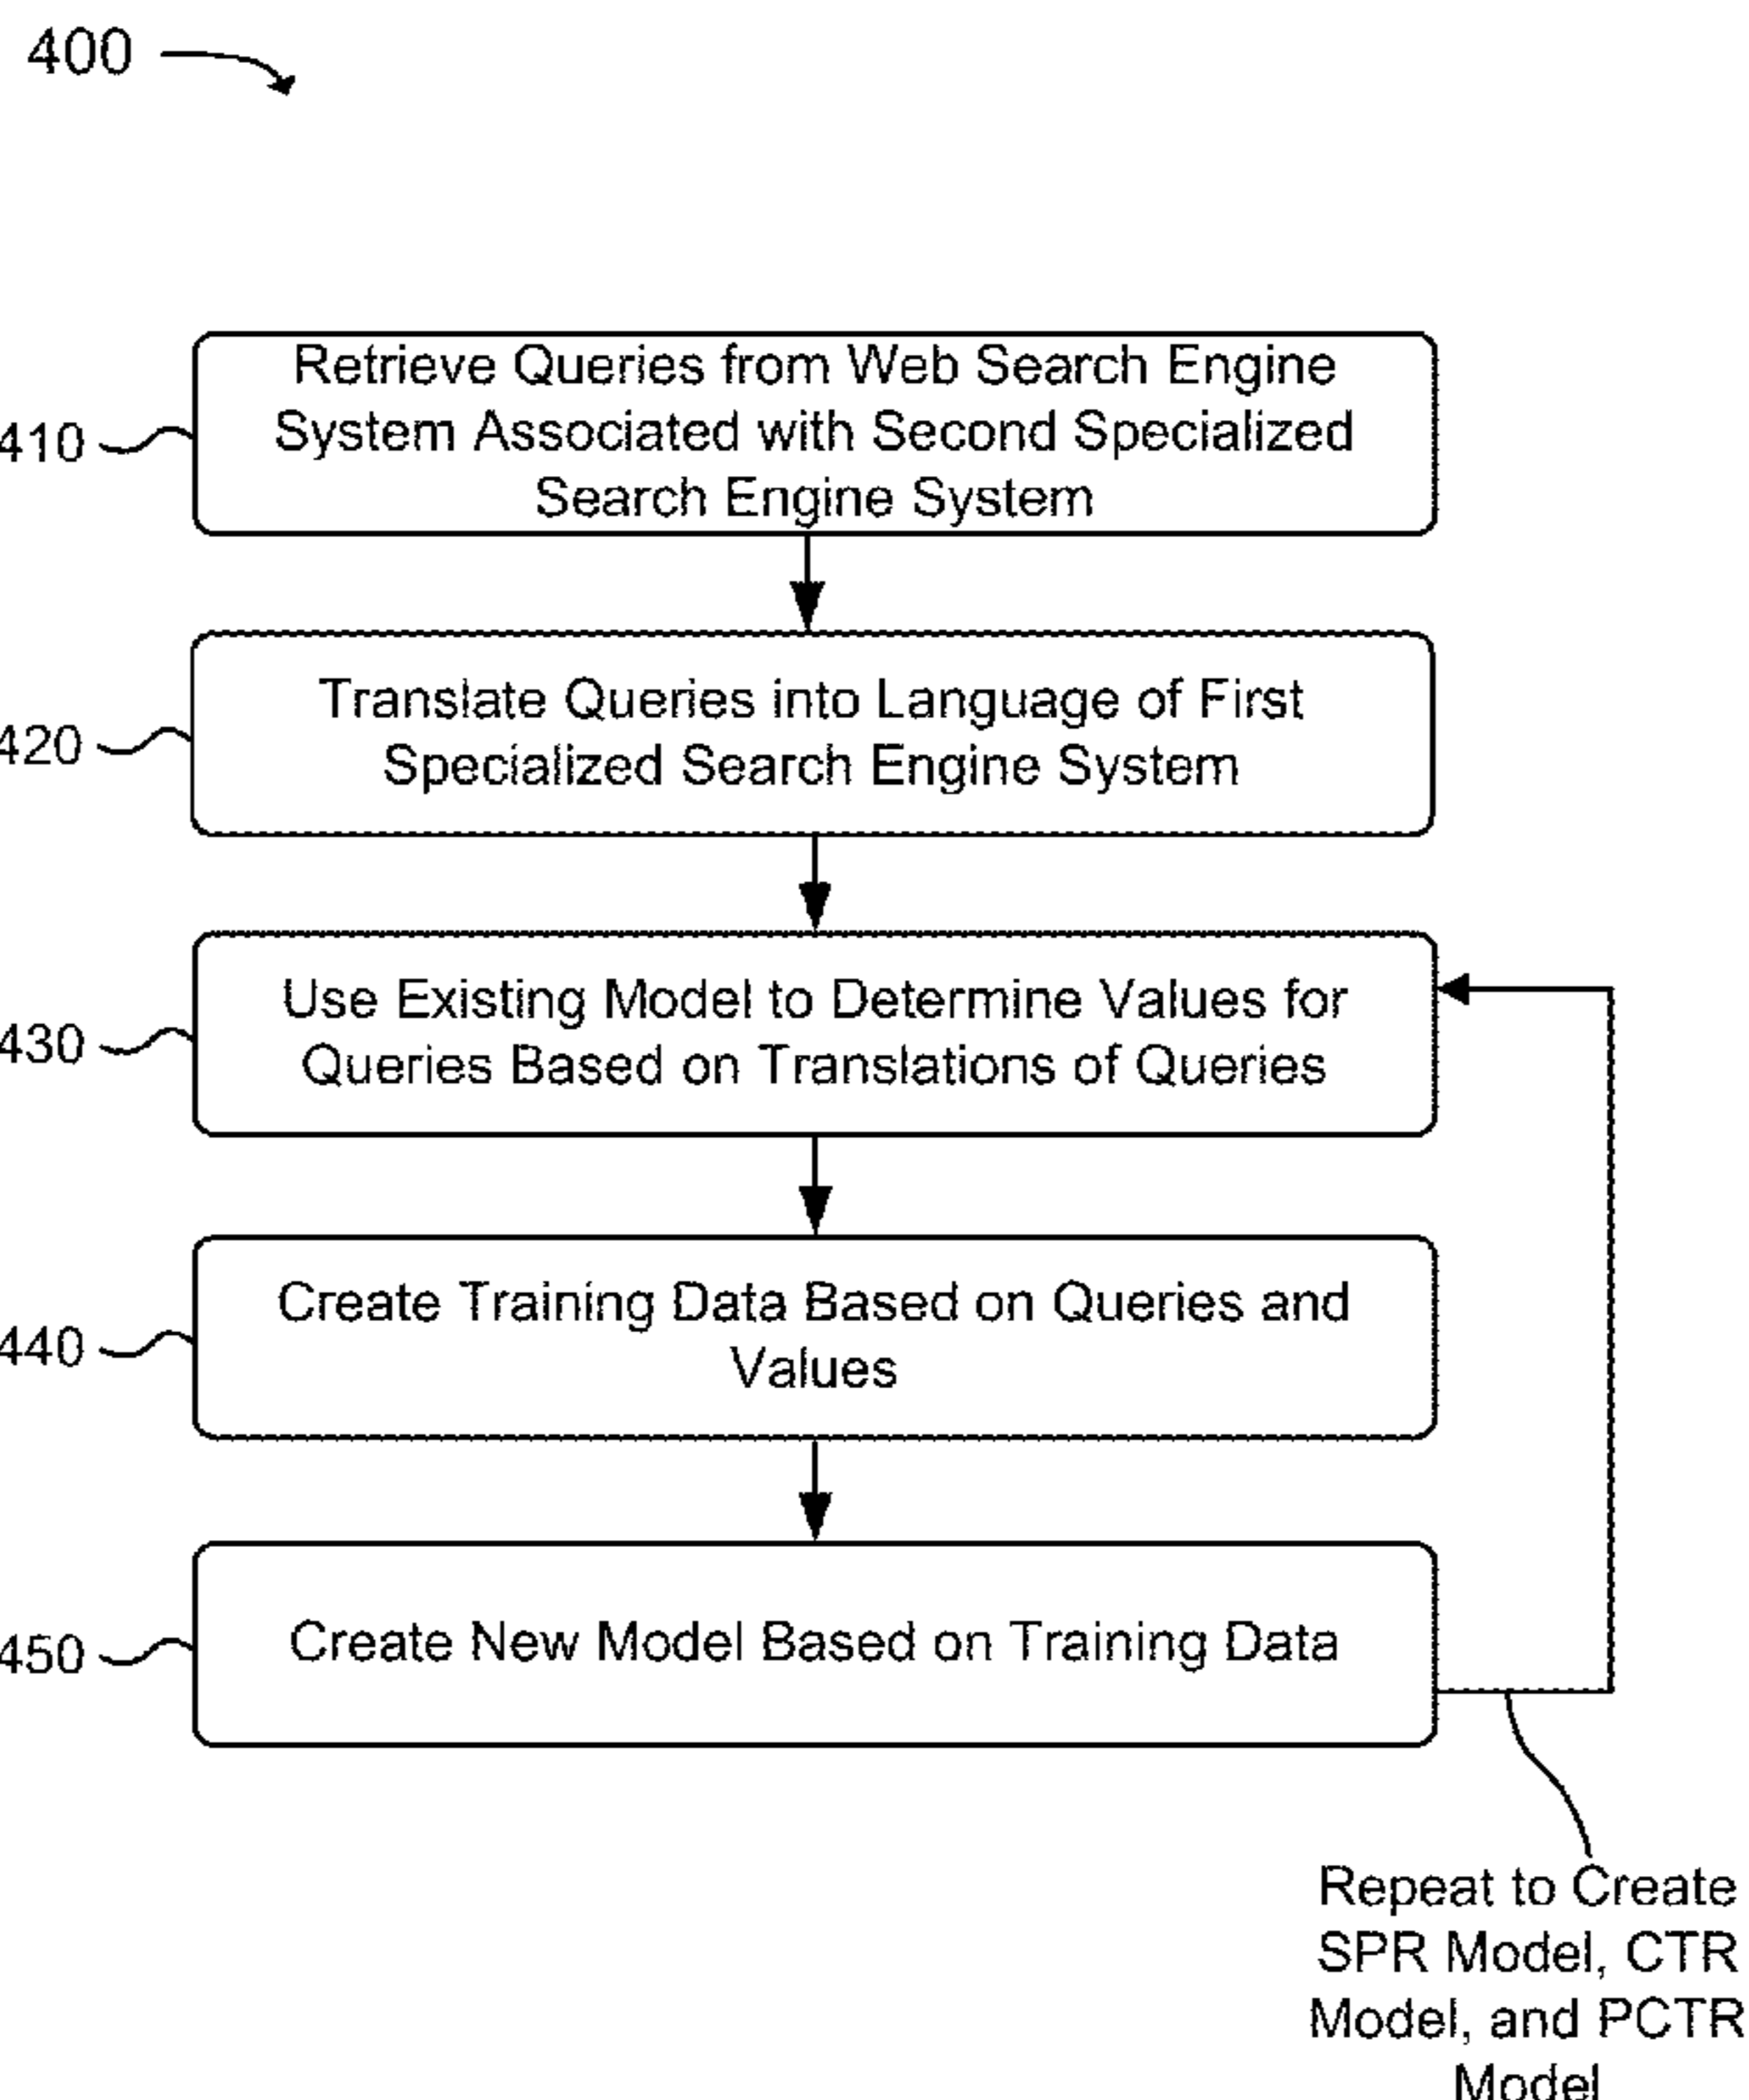 400
Retrieve Queries from Web Search Engine
System Associated with Second Specialized
Search Engine System
410
Translate Queries into Language of First
Specialized Search Engine System
420
Use Existing Model to Determine Values for
Queries Based on Translations of Queries
430
Create Training Data Based on Queries and
Values
440
Create New Model Based on Training Data
450
Repeat to Create
SPR Model, CTR
Model, and PCTR
Model